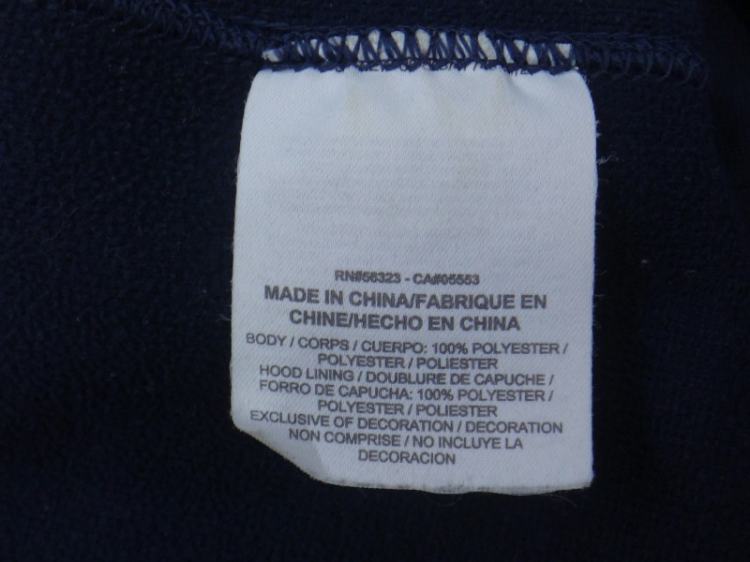 RN#56323 - CA#05553
MADE IN CHINA/FABRIQUE EN
CHINE/HECHO EN CHINA
BODY / CORPS / CUERPO: 100% POLYESTER /
POLYESTER / POLIESTER
HOOD LINING / DOUBLURE DE CAPUCHE /
FORRO DE CAPUCHA: 100% POLYESTER /
POLYESTER / POLIESTER
EXCLUSIVE OF DECORATION / DECORATION
NON COMPRISE / NO INCLUYE LA
DECORACION